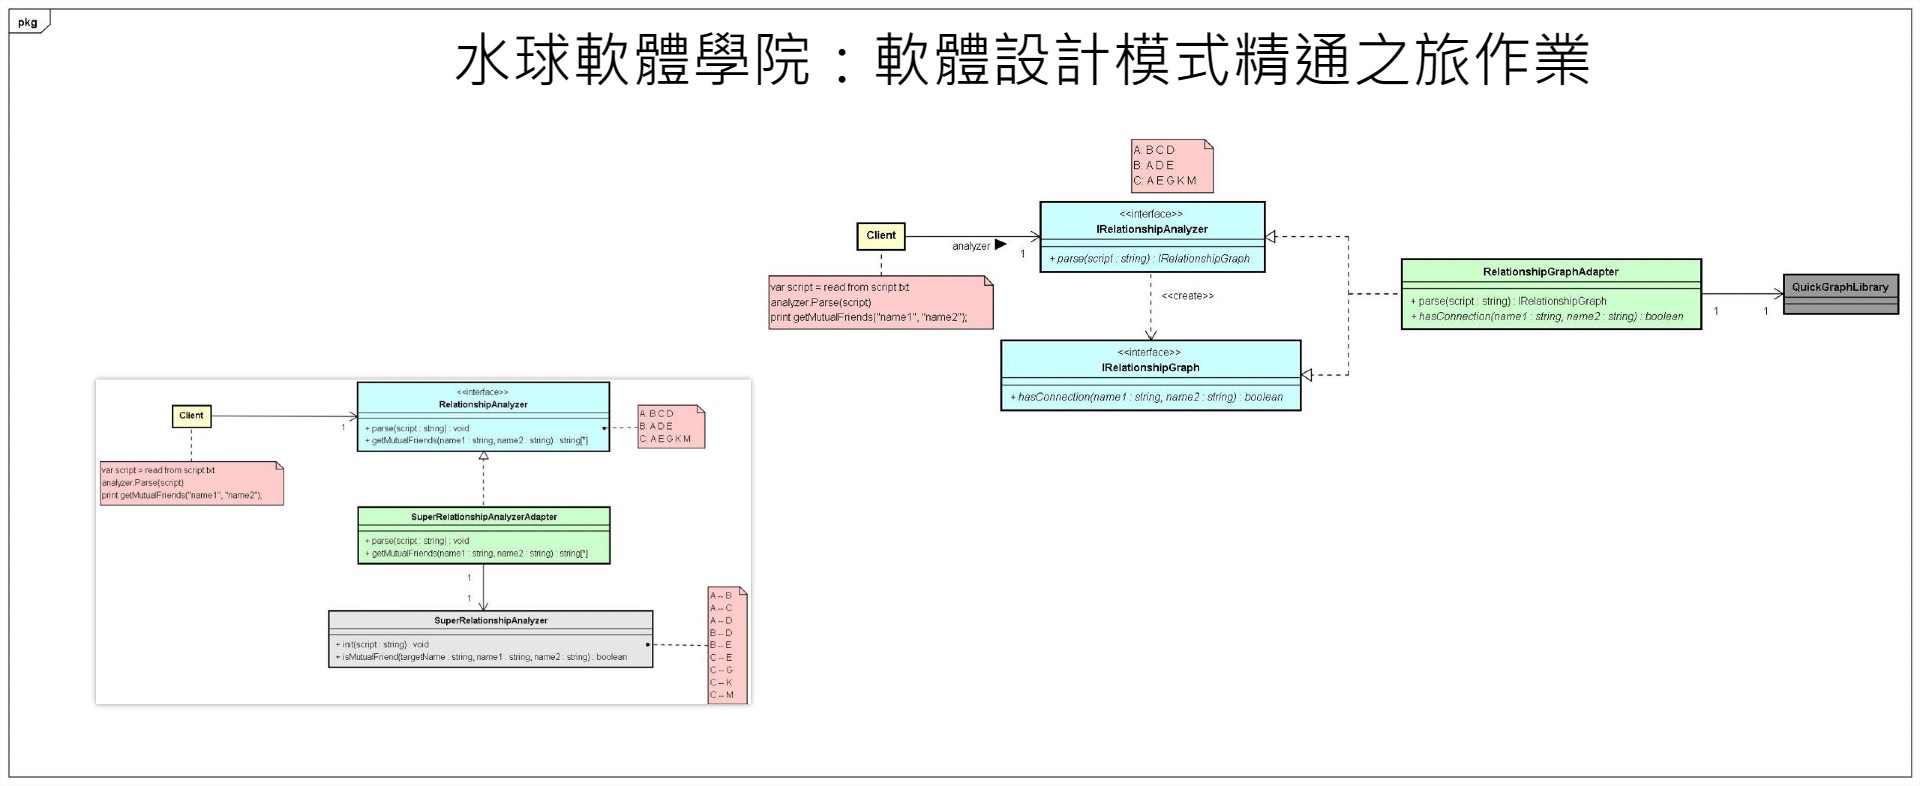 pkg
水球軟體學院：軟體設計模式精通之旅作業
A: B C D
B: A D E
C: A E G K M
<<interface>>
IRelationshipAnalyzer
+ parse(script : string) : IRelationshipGraph
Client
analyzer ▶
1
var script = read from script.txt
analyzer.Parse(script)
print getMutualFriends("name1", "name2");
<<create>>
<<interface>>
IRelationshipGraph
+ hasConnection(name1 : string, name2 : string) : boolean
RelationshipGraphAdapter
+ parse(script : string) : IRelationshipGraph
+ hasConnection(name1 : string, name2 : string) : boolean
1
1
QuickGraphLibrary
Client
1
var script = read from script.txt
analyzer.Parse(script)
print getMutualFriends("name1", "name2");
<<interface>>
RelationshipAnalyzer
+ parse(script : string) : void
+ getMutualFriends(name1 : string, name2 : string) : string[*]
A: B C D
B: A D E
C: A E G K M
SuperRelationshipAnalyzerAdapter
+ parse(script : string) : void
+ getMutualFriends(name1 : string, name2 : string) : string[*]
1
1
SuperRelationshipAnalyzer
+ init(script : string) : void
+ isMutualFriend(targetName : string, name1 : string, name2 : string) : boolean
A -- B
A -- C
A -- D
B -- D
B -- E
C -- E
C -- G
C -- K
C -- M